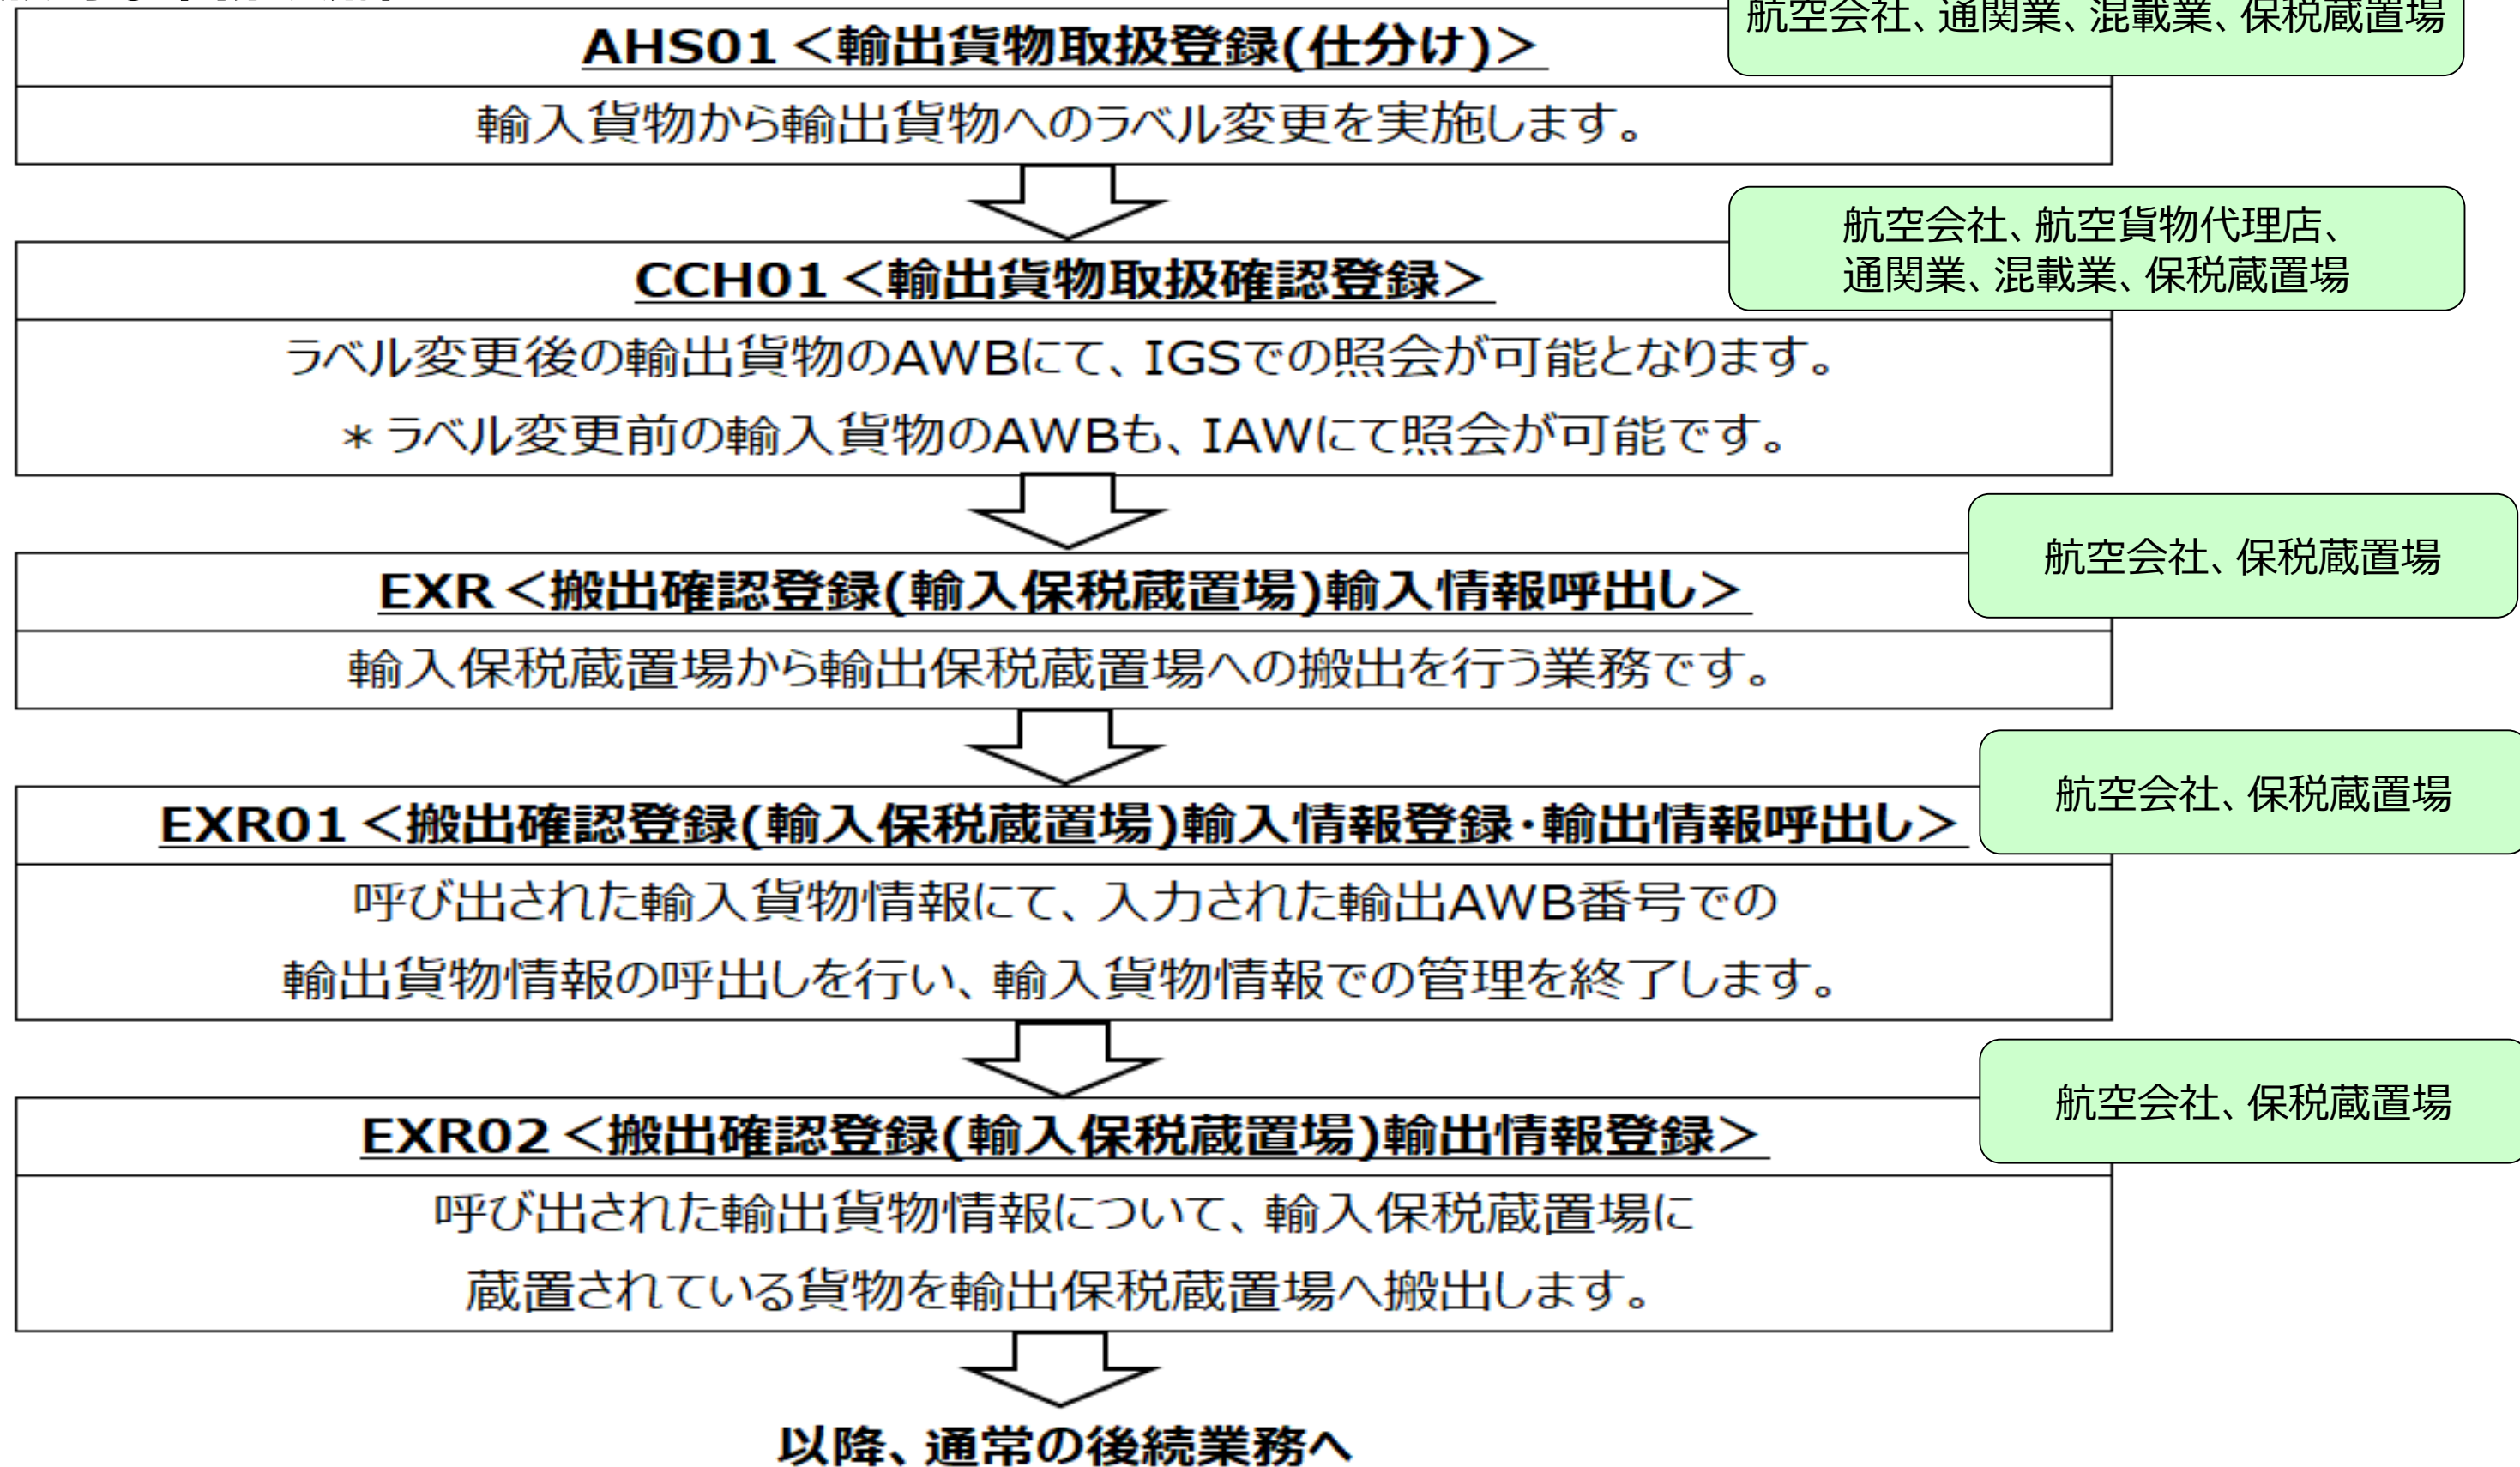 航空会社、通関業、混載業、保税蔵置場
AHS01＜輸出貨物取扱登録(仕分け)＞
輸入貨物から輸出貨物へのラベル変更を実施します。
航空会社、航空貨物代理店、
通関業、混載業、保税蔵置場
CCH01＜輸出貨物取扱確認登録＞
ラベル変更後の輸出貨物のAWBにて、IGSでの照会が可能となります。
＊ラベル変更前の輸入貨物のAWBも、IAWにて照会が可能です。
航空会社、保税蔵置場
EXR＜搬出確認登録(輸入保税蔵置場)輸入情報呼出し＞
輸入保税蔵置場から輸出保税蔵置場への搬出を行う業務です。
航空会社、保税蔵置場
EXR01＜搬出確認登録(輸入保税蔵置場)輸入情報登録・輸出情報呼出し＞
呼び出された輸入貨物情報にて、入力された輸出AWB番号での
輸出貨物情報の呼出しを行い、輸入貨物情報での管理を終了します。
航空会社、保税蔵置場
EXR02＜搬出確認登録(輸入保税蔵置場)輸出情報登録＞
呼び出された輸出貨物情報について、輸入保税蔵置場に
蔵置されている貨物を輸出保税蔵置場へ搬出します。
以降、通常の後続業務へ